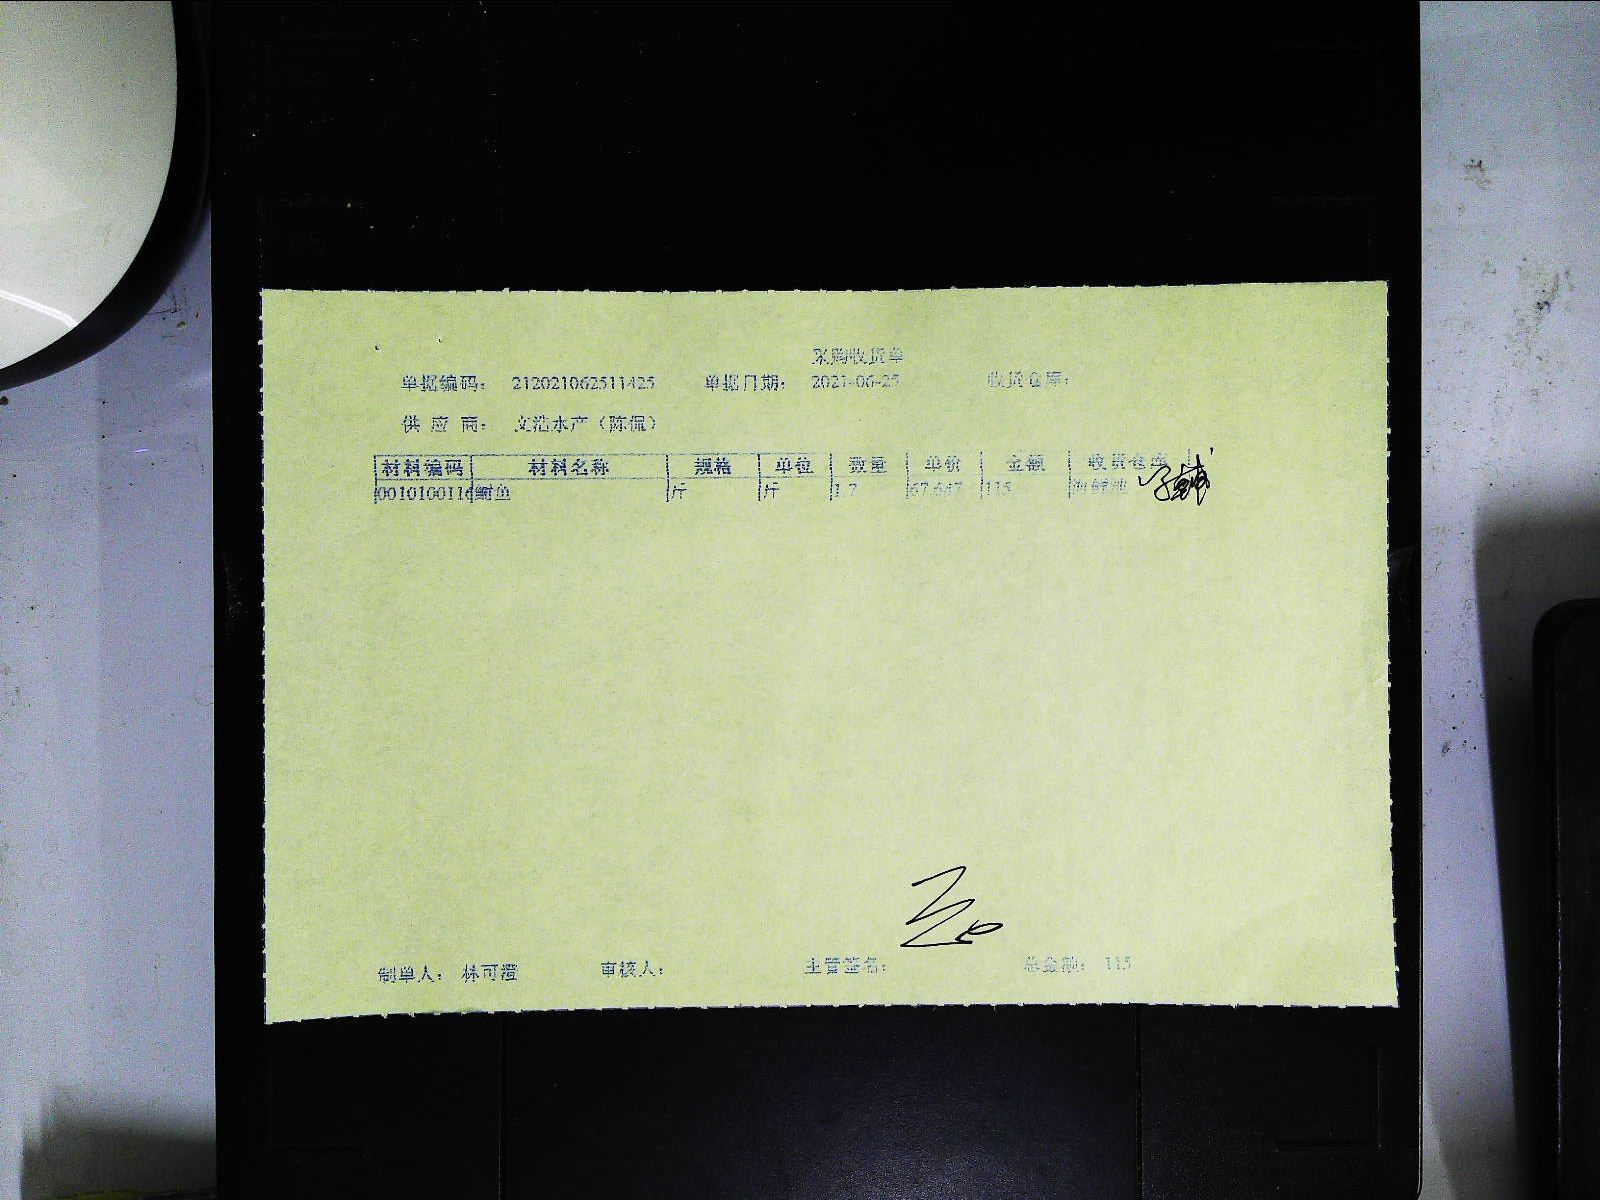 采购收货单
单据编码： 212021062511425 单据日期： 2021-06-25 收货仓库：
供 应 商： 文浩水产（陈侃）
材料编码 材料名称 规格 单位 数量 单价 金额 收货仓库
0010100116 鮰鱼 斤 斤 1.7 67.647 115 海鲜池
制单人： 林可澄 审核人： 主管签名： 总金额： 115